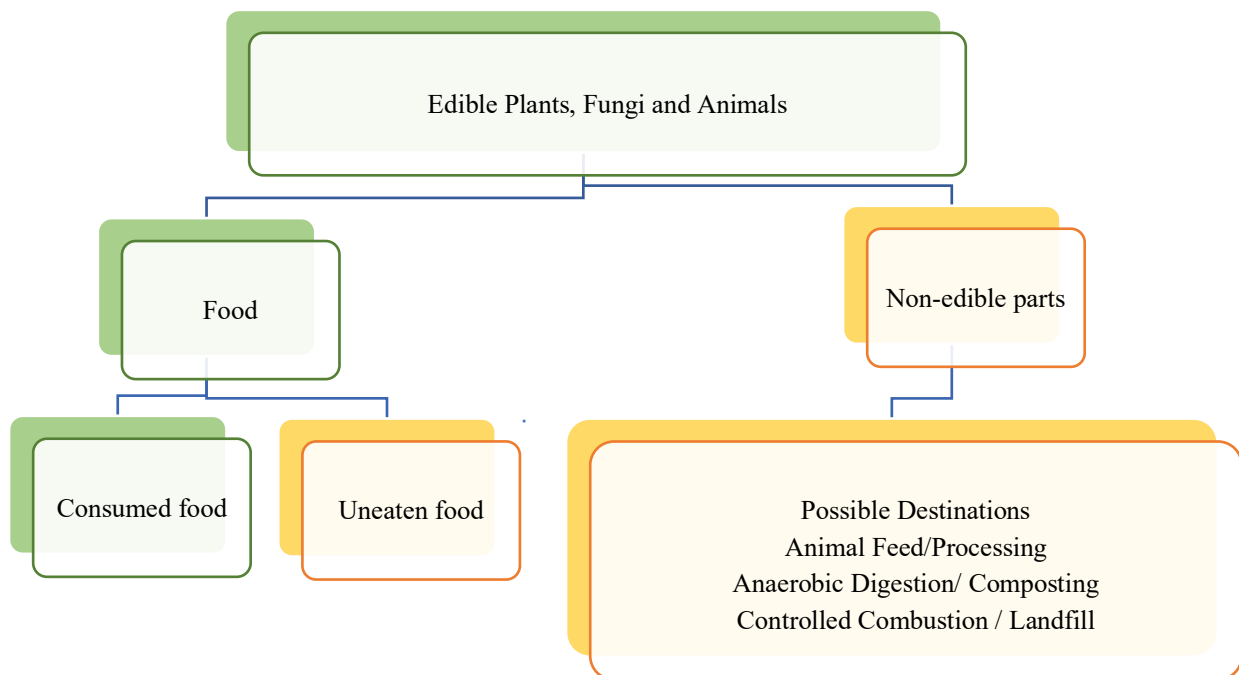 Edible Plants, Fungi and Animals
Food
Non-edible parts
Consumed food
Uneaten food
Possible Destinations
Animal Feed/Processing
Anaerobic Digestion/ Composting
Controlled Combustion / Landfill